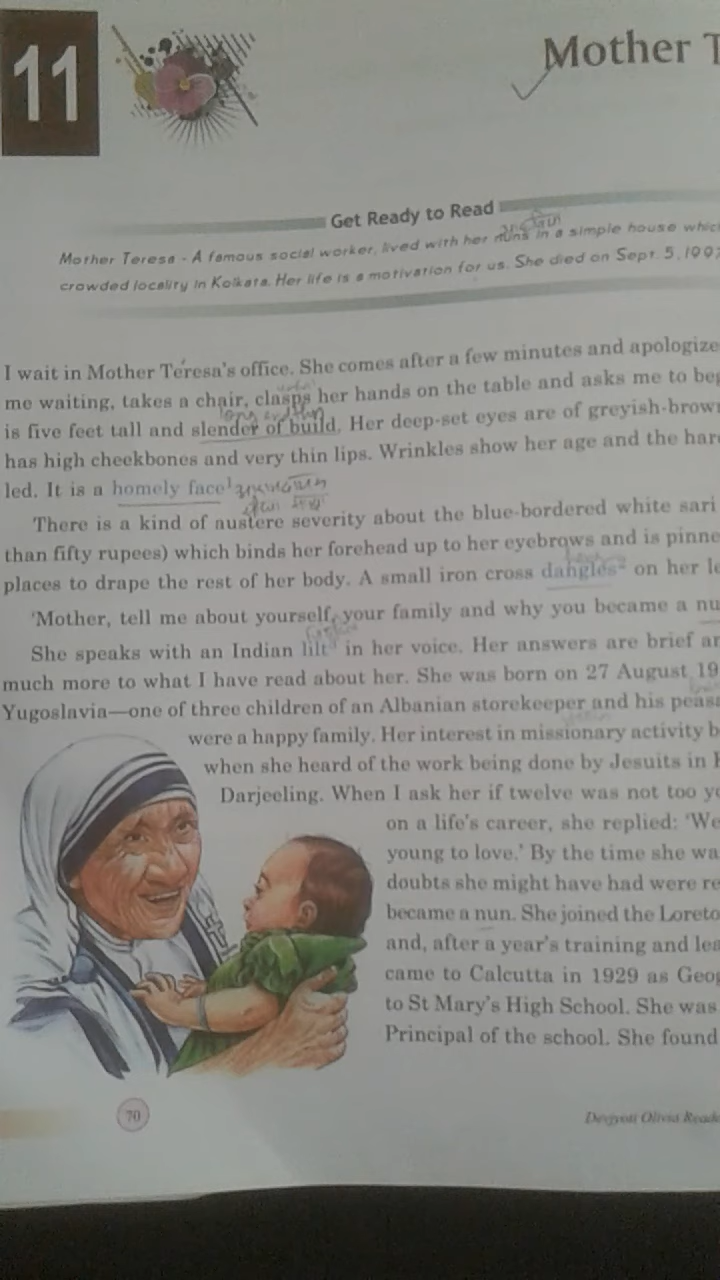 11
Mother T
Get Ready to Read
Mother Teresa - A famous social worker, lived with her nuns in a simple house whic
crowded locality in Kolkata. Her life is a motivation for us. She died on Sept. 5, 199
I wait in Mother Teresa's office. She comes after a few minutes and apologize
me waiting, takes a chair, clasps her hands on the table and asks me to beg
long and thin
is five feet tall and slender of build. Her deep-set eyes are of greyish-brow
has high cheekbones and very thin lips. Wrinkles show her age and the har
led. It is a homely face¹
There is a kind of austere severity about the blue-bordered white sari
than fifty rupees) which binds her forehead up to her eyebrows and is pinne
places to drape the rest of her body. A small iron cross dangles² on her le
'Mother, tell me about yourself, your family and why you became a nu
She speaks with an Indian lilt³ in her voice. Her answers are brief an
much more to what I have read about her. She was born on 27 August 19
Yugoslavia—one of three children of an Albanian storekeeper and his peas
were a happy family. Her interest in missionary activity b
when she heard of the work being done by Jesuits in
Darjeeling. When I ask her if twelve was not too yo
on a life's career, she replied: 'We
young to love.' By the time she wa
doubts she might have had were re
became a nun. She joined the Loreto
and, after a year's training and lea
came to Calcutta in 1929 as Geog
to St Mary's High School. She was
Principal of the school. She found
70
Devjyoti Olivia Read